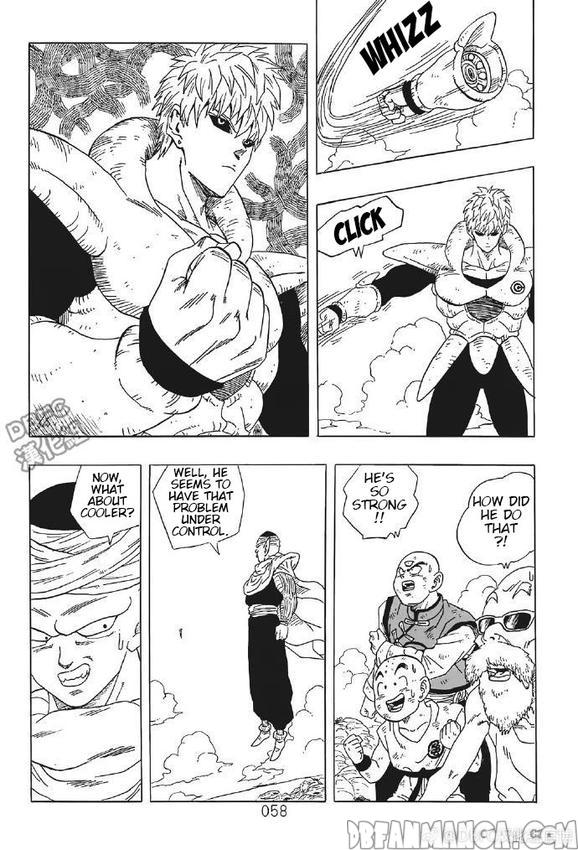 WHIZZ
CLICK
HOW DID
HE DO
THAT
?!
HE'S
SO
STRONG
!!
WELL, HE
SEEMS TO
HAVE THAT
PROBLEM
UNDER
CONTROL.
NOW,
WHAT
ABOUT
COOLER?
058
DBFANMANGA.COM